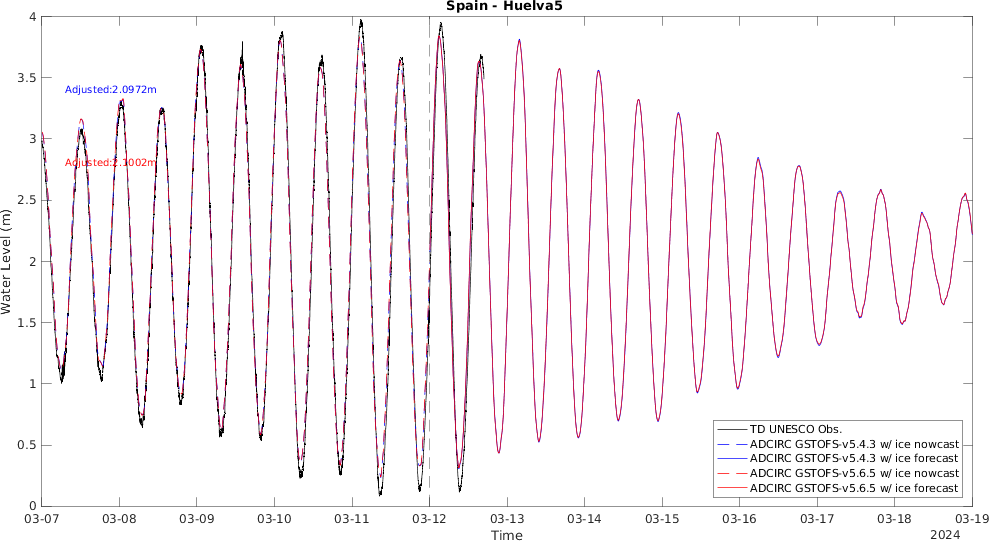 Spain - Huelva5
4
3.5
3
2.5
2
1.5
1
0.5
0
Water Level (m)
Adjusted:2.0972m
Adjusted:2.1002m
TD UNESCO Obs.
ADCIRC GSTOFS-v5.4.3 w/ ice nowcast
ADCIRC GSTOFS-v5.4.3 w/ ice forecast
ADCIRC GSTOFS-v5.6.5 w/ ice nowcast
ADCIRC GSTOFS-v5.6.5 w/ ice forecast
03-07 03-08 03-09 03-10 03-11 03-12 03-13 03-14 03-15 03-16 03-17 03-18 03-19
Time
2024